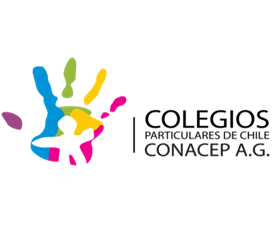 COLEGIOS
PARTICULARES DE CHILE
CONACEP A.G.